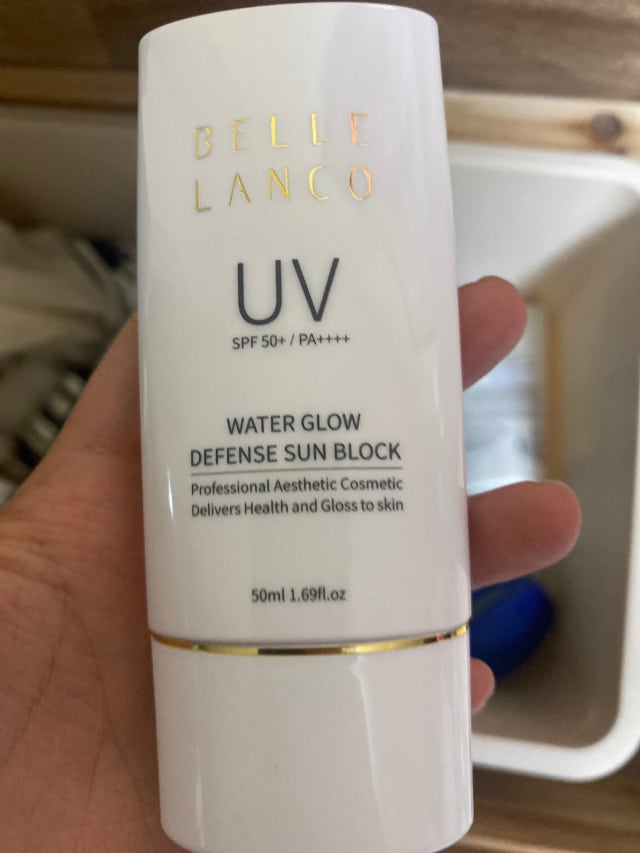 BELLE
LANCO
UV
SPF 50+ / PA++++
WATER GLOW
DEFENSE SUN BLOCK
Professional Aesthetic Cosmetic
Delivers Health and Gloss to skin
50ml 1.69fl.oz